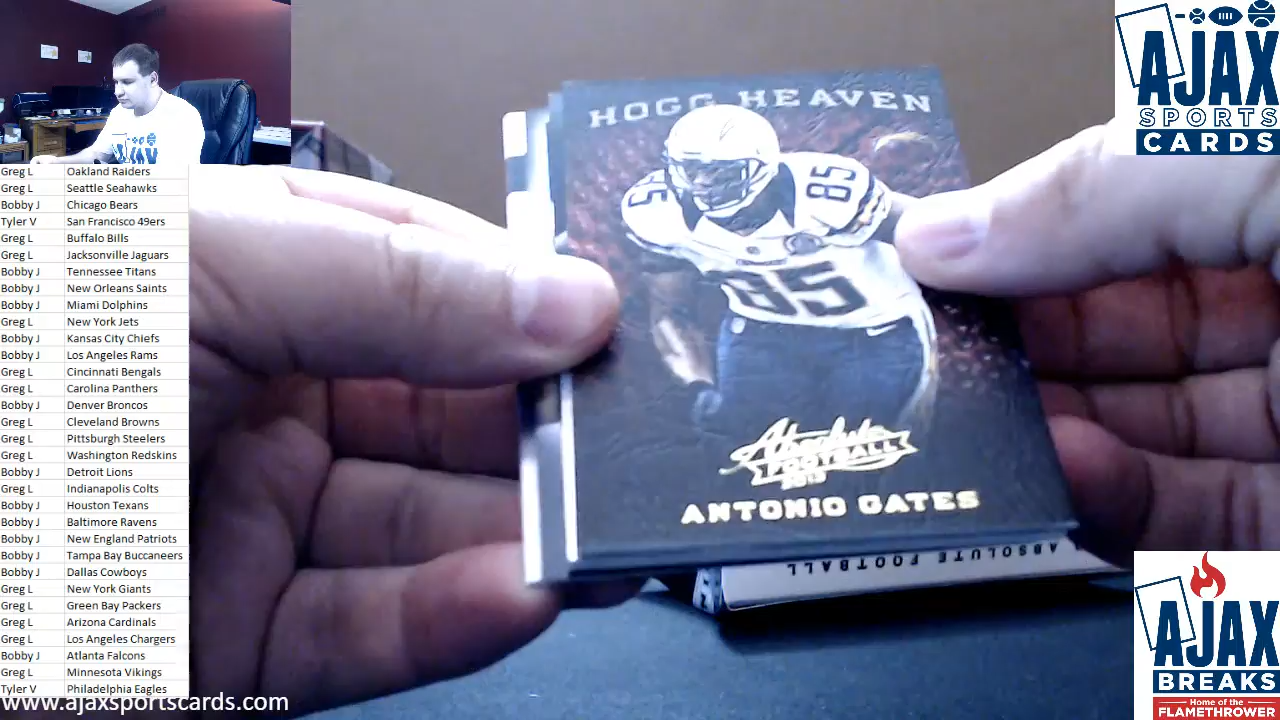 Greg L Oakland Raiders
Greg L Seattle Seahawks
Bobby J Chicago Bears
Tyler V San Francisco 49ers
Greg L Buffalo Bills
Greg L Jacksonville Jaguars
Bobby J Tennessee Titans
Bobby J New Orleans Saints
Bobby J Miami Dolphins
Greg L New York Jets
Bobby J Kansas City Chiefs
Bobby J Los Angeles Rams
Greg L Cincinnati Bengals
Greg L Carolina Panthers
Bobby J Denver Broncos
Greg L Cleveland Browns
Greg L Pittsburgh Steelers
Greg L Washington Redskins
Bobby J Detroit Lions
Greg L Indianapolis Colts
Bobby J Houston Texans
Bobby J Baltimore Ravens
Bobby J New England Patriots
Bobby J Tampa Bay Buccaneers
Bobby J Dallas Cowboys
Greg L New York Giants
Greg L Green Bay Packers
Greg L Arizona Cardinals
Greg L Los Angeles Chargers
Bobby J Atlanta Falcons
Greg L Minnesota Vikings
Tyler V Philadelphia Eagles
www.ajaxsportscards.com
AJAX
HOGG HEAVEN
85
85
85
Absolute
FOOTBALL
ANTONIO GATES
ABSOLUTE FOOTBALL
AJAX
SPORTS
CARDS
AJAX
BREAKS
Home of the
FLAMETHROWER